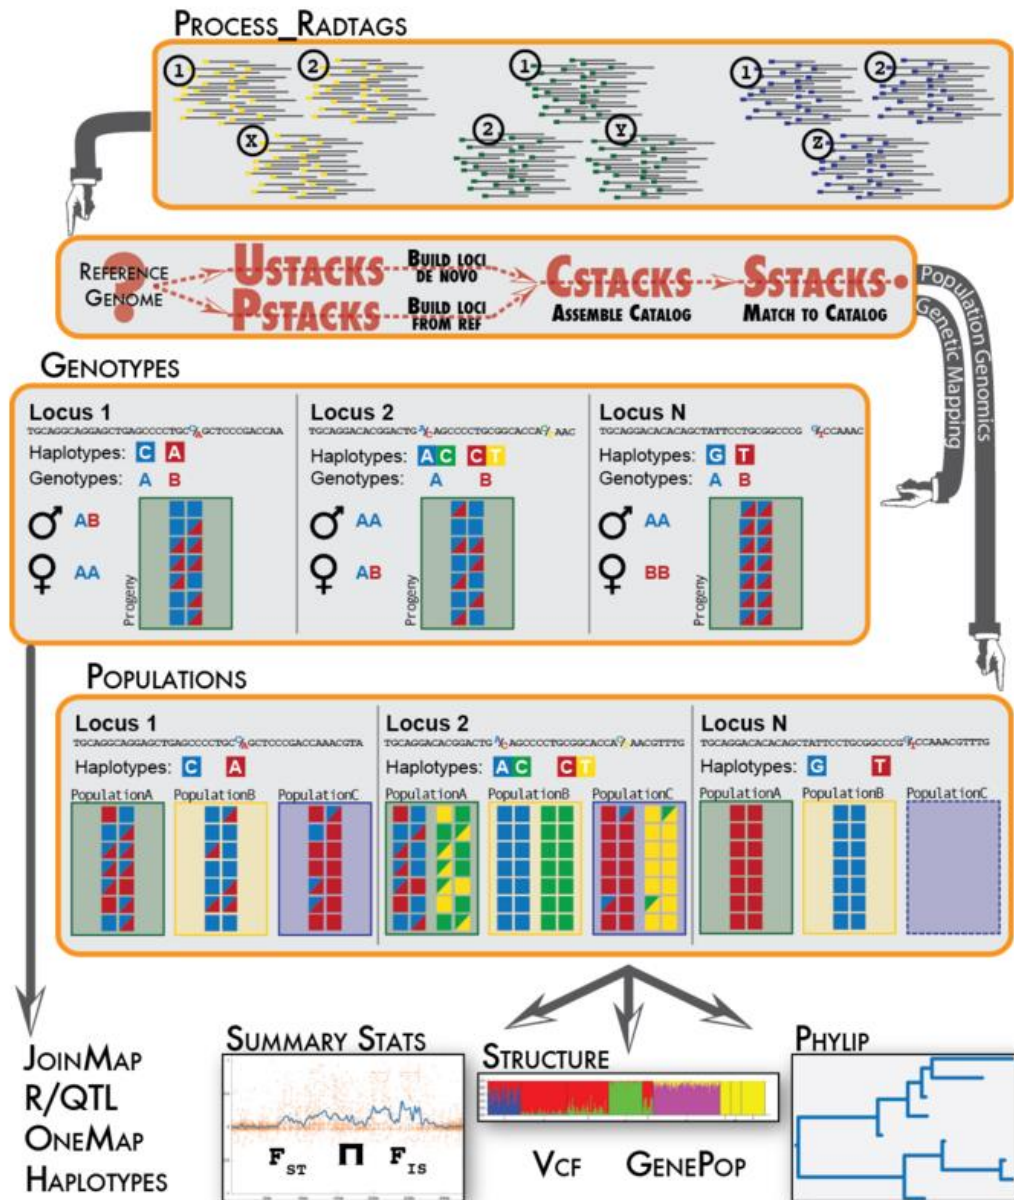 PROCESS_RADTAGS
1 2 1 1 2
X 2 Y Z
REFERENCE
GENOME
?
USTACKS
BUILD LOCI
DE NOVO
PSTACKS
BUILD LOCI
FROM REF
CSTACKS
ASSEMBLE CATALOG
SSTACKS
MATCH TO CATALOG
Population Genomics
Genetic Mapping
GENOTYPES
Locus 1
Haplotypes: C A
Genotypes: A B
♂ AB
♀ AA
Progeny
Locus 2
Haplotypes: AC CT
Genotypes: A B
♂ AA
♀ AB
Progeny
Locus N
Haplotypes: G T
Genotypes: A B
♂ AA
♀ BB
Progeny
POPULATIONS
Locus 1
Haplotypes: C A
PopulationA PopulationB PopulationC
Locus 2
Haplotypes: AC CT
PopulationA PopulationB PopulationC
Locus N
Haplotypes: G T
PopulationA PopulationB PopulationC
JOINMAP
R/QTL
ONEMAP
HAPLOTYPES
SUMMARY STATS
FST Π FIS
STRUCTURE
VCF GENEPOP
PHYLIP